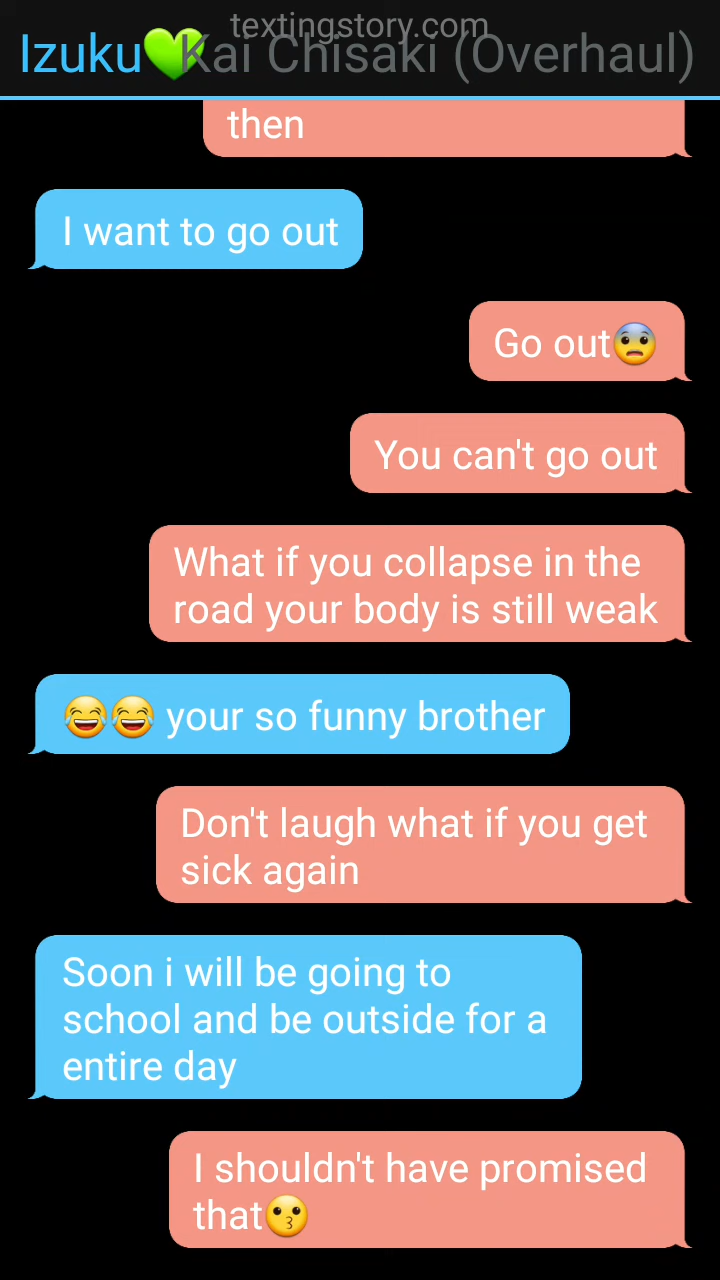 textingstory.com
Izuku💚Kai Chisaki (Overhaul)
then
I want to go out
Go out😨
You can't go out
What if you collapse in the
road your body is still weak
😂😂 your so funny brother
Don't laugh what if you get
sick again
Soon i will be going to
school and be outside for a
entire day
I shouldn't have promised
that😗